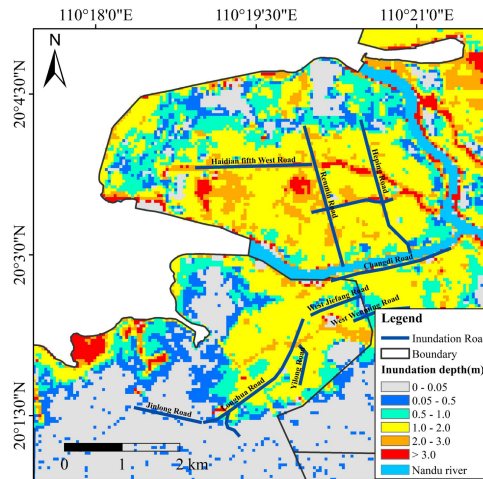 110°18'0"E 110°19'30"E 110°21'0"E
N
20°4'30"N
20°3'0"N
20°1'30"N
Haidian fifth West Road
Renmin Road
Heping Road
Changdi Road
West Jiefang Road
West Wenming Road
Yilong Road
Longhua Road
Jinlong Road
0 1 2 km
Legend
Inundation Roa
Boundary
Inundation depth(m)
0 - 0.05
0.05 - 0.5
0.5 - 1.0
1.0 - 2.0
2.0 - 3.0
> 3.0
Nandu river